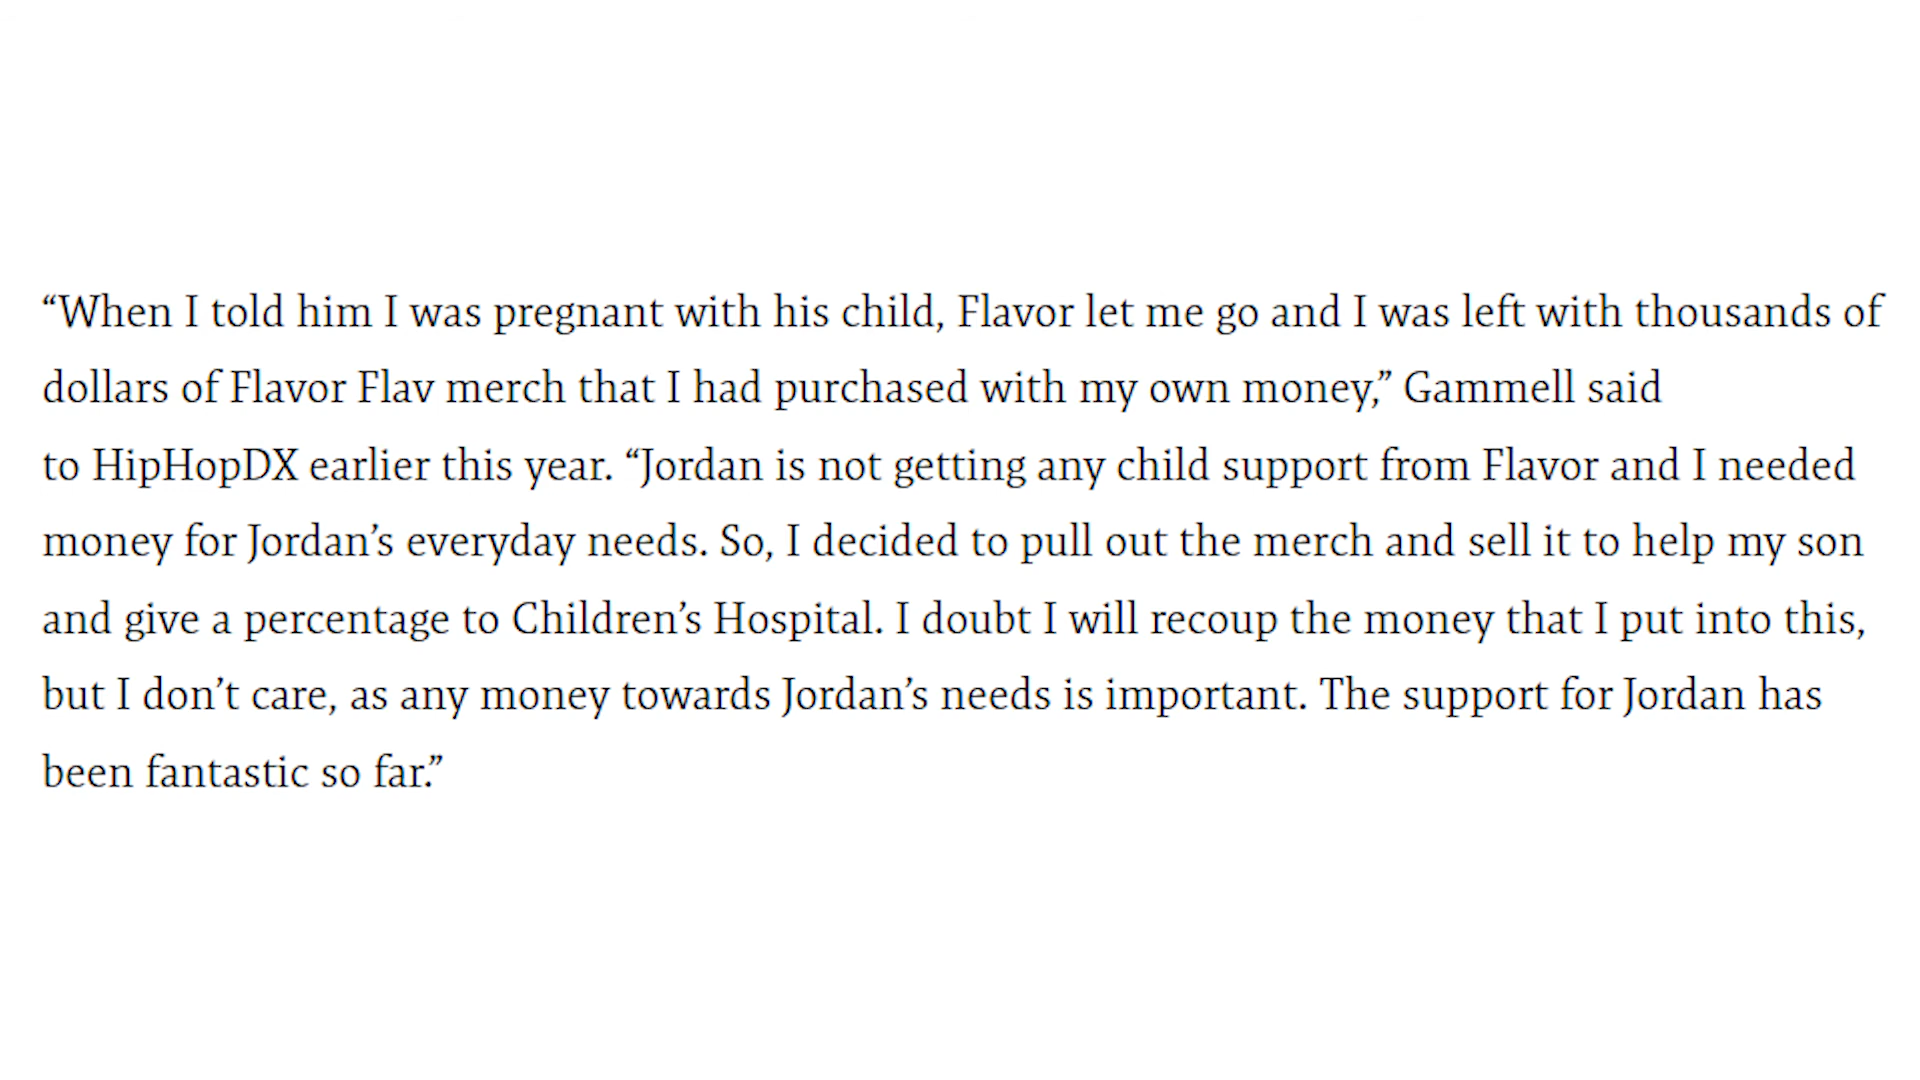 “When I told him I was pregnant with his child, Flavor let me go and I was left with thousands of
dollars of Flavor Flav merch that I had purchased with my own money,” Gammell said
to HipHopDX earlier this year. “Jordan is not getting any child support from Flavor and I needed
money for Jordan’s everyday needs. So, I decided to pull out the merch and sell it to help my son
and give a percentage to Children’s Hospital. I doubt I will recoup the money that I put into this,
but I don’t care, as any money towards Jordan’s needs is important. The support for Jordan has
been fantastic so far.”